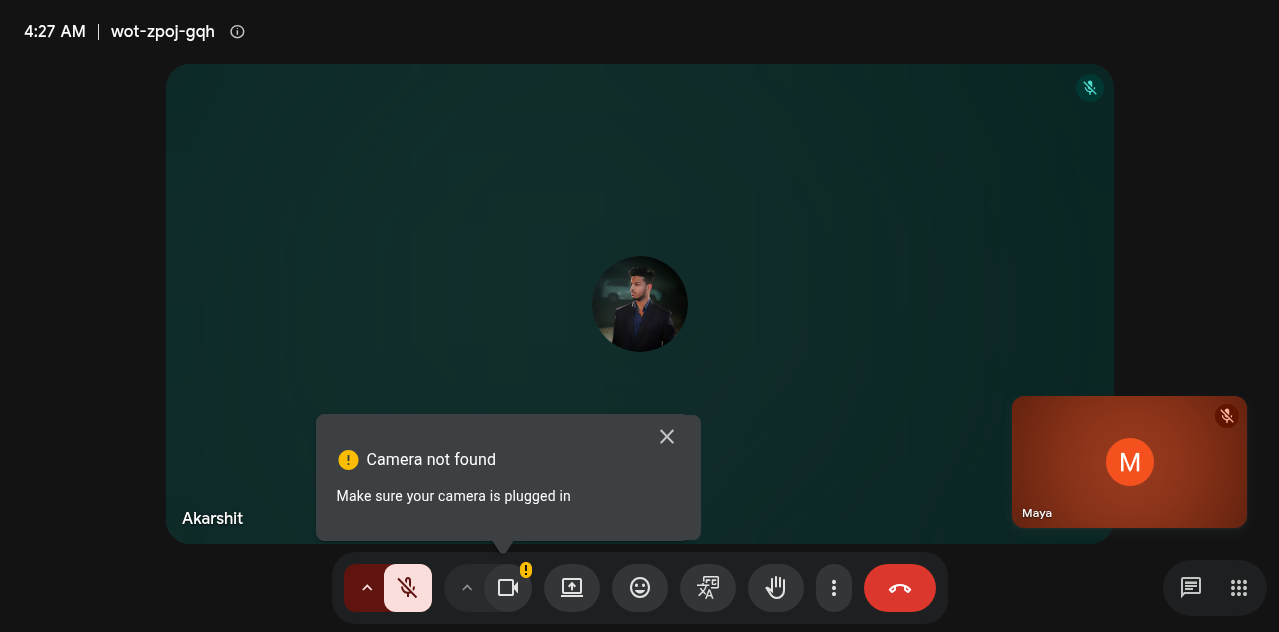 4:27 AM | wot-zpoj-gqh
Camera not found
Make sure your camera is plugged in
Akarshit
M
Maya